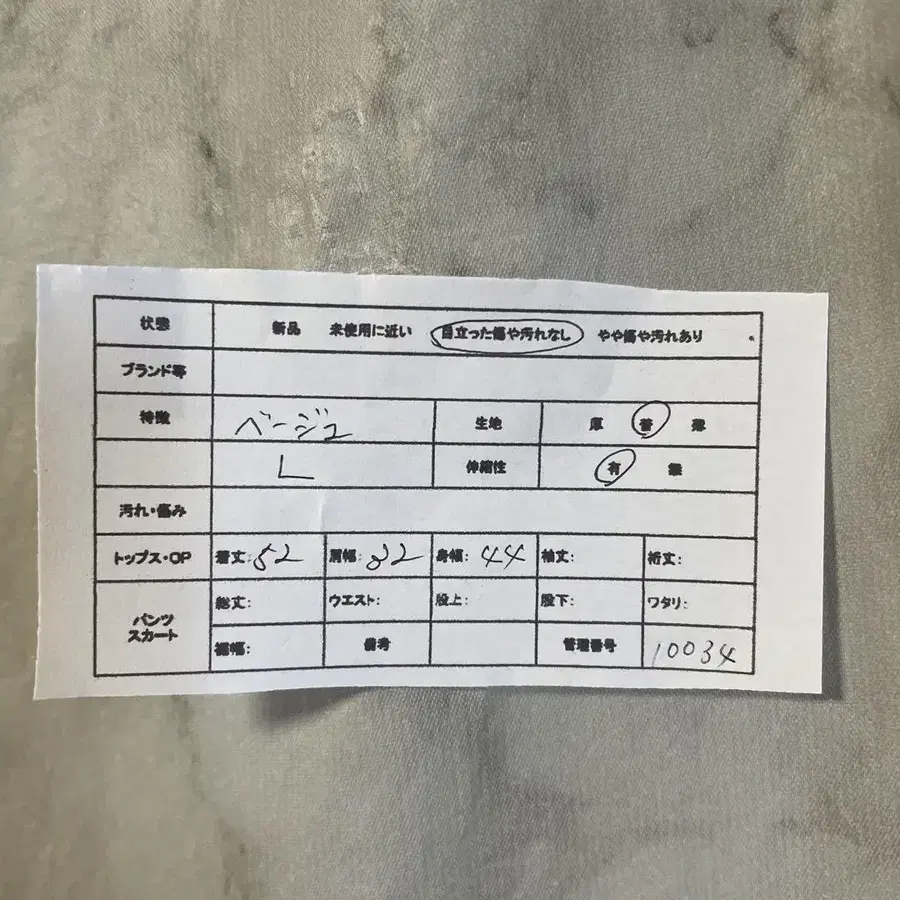 状態 新品 未使用に近い 目立った傷や汚れなし やや傷や汚れあり
ブランド等
特徴 ベージュ 生地 厚 普 薄
L 伸縮性 有 無
汚れ・傷み
トップス・OP 着丈:52 肩幅:32 身幅:44 袖丈: 裄丈:
パンツ スカート 総丈: ウエスト: 股上: 股下: ワタリ:
裾幅: 備考 管理番号 10034